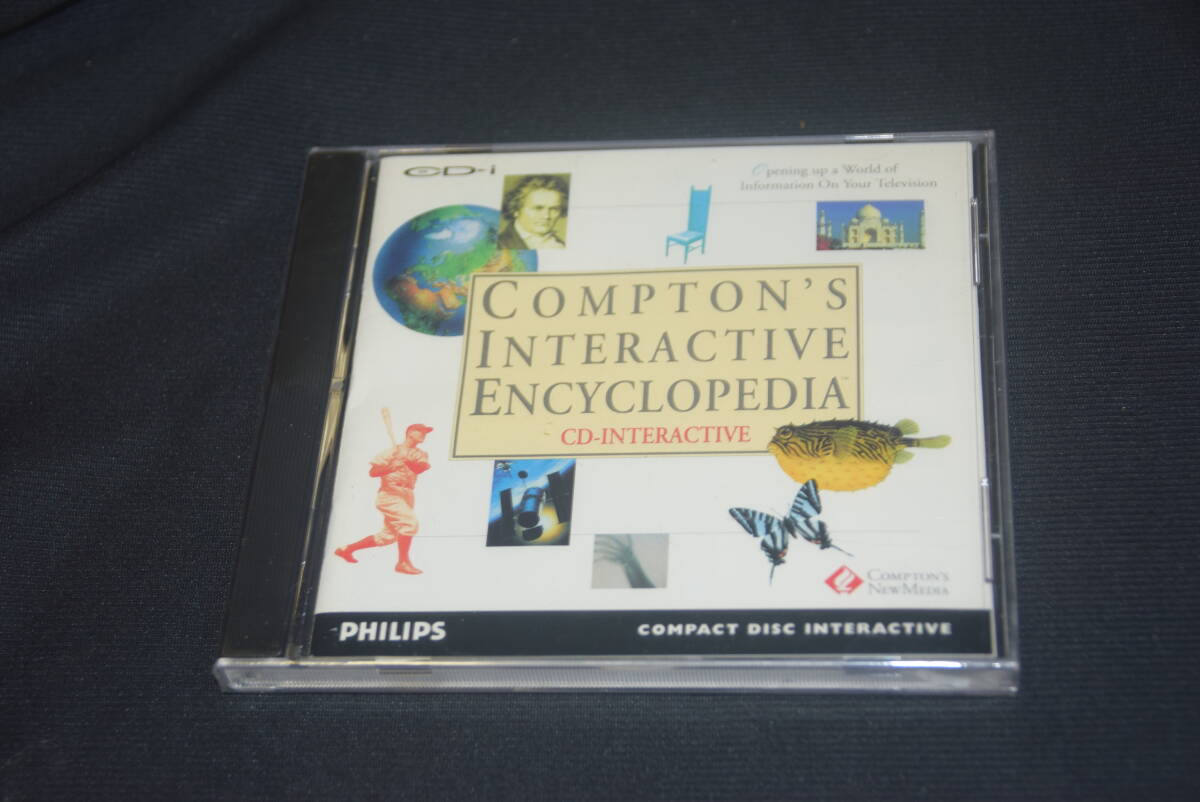 CD-i
Opening up a World of
Information On Your Television
COMPTON'S
INTERACTIVE
ENCYCLOPEDIA™
CD-INTERACTIVE
COMPTON'S
NEWMEDIA
PHILIPS
COMPACT DISC INTERACTIVE